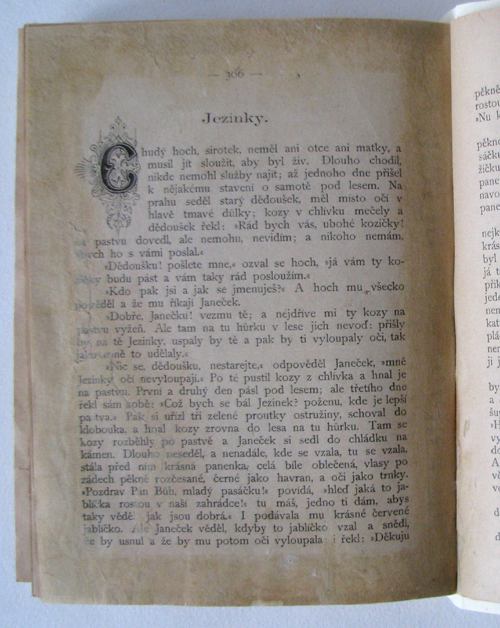 — 306 —
Jezinky.
Chudý hoch, sirotek, neměl ani otce ani matky, a
musil jít sloužit, aby byl živ. Dlouho chodil,
nikde nemohl služby najít; až jednoho dne přišel
k nějakému stavení o samotě pod lesem. Na
prahu seděl starý dědoušek, měl místo očí v
hlavě tmavé důlky; kozy v chlívku mečely a
dědoušek řekl: »Rád bych vás, ubohé kozičky!
na pastvu dovedl, ale nemohu, nevidím; a nikoho nemám,
bych ho s vámi poslal.«
»Dědoušku! pošlete mne,« ozval se hoch, »já vám ty ko-
zičky budu pást a vám taky rád posloužím.«
»Kdo pak jsi a jak se jmenuješ?« A hoch mu všecko
pověděl a že mu říkají Janeček.
»Dobře, Janečku! vezmu tě; a nejdříve mi ty kozy na
pastvu vyžeň. Ale tam na tu hůrku v lese jich nevoď: přišly
by na tě Jezinky, uspaly by tě a pak by ti vyloupaly oči, tak
jako mně to udělaly.«
»Nic se, dědoušku, nestarejte,« odpověděl Janeček, »mně
Jezinky oči nevyloupají.« Po té pustil kozy z chlívka a hnal je
na pastvu. První a druhý den pásl pod lesem; ale třetího dne
řekl sám sobě: »Což bych se bál Jezinek? poženu, kde je lepší
pastva.« Pak si uřízl tři zelené proutky ostružiny, schoval do
klobouka, a hnal kozy zrovna do lesa na tu hůrku. Tam se
kozy rozběhly po pastvě a Janeček si sedl do chládku na
kámen. Dlouho neseděl, a nenadále, kde se vzala, tu se vzala,
stála před ním krásná panenka, celá bíle oblečená, vlasy po
zádech pěkně rozčesané, černé jako havran, a oči jako trnky.
»Pozdrav Pán Bůh, mladý pasáčku!« povídá, »hleď jaká to ja-
blíčka rostou v naší zahrádce!« tu máš, jedno ti dám, abys
taky věděl, jak jsou dobrá.« I podávala mu krásné červené
jablíčko. Ale Janeček věděl, kdyby to jablíčko vzal a snědl,
že by usnul a že by mu potom oči vyloupala i řekl: »Děkuju
pěkně
rostou
»Nu k